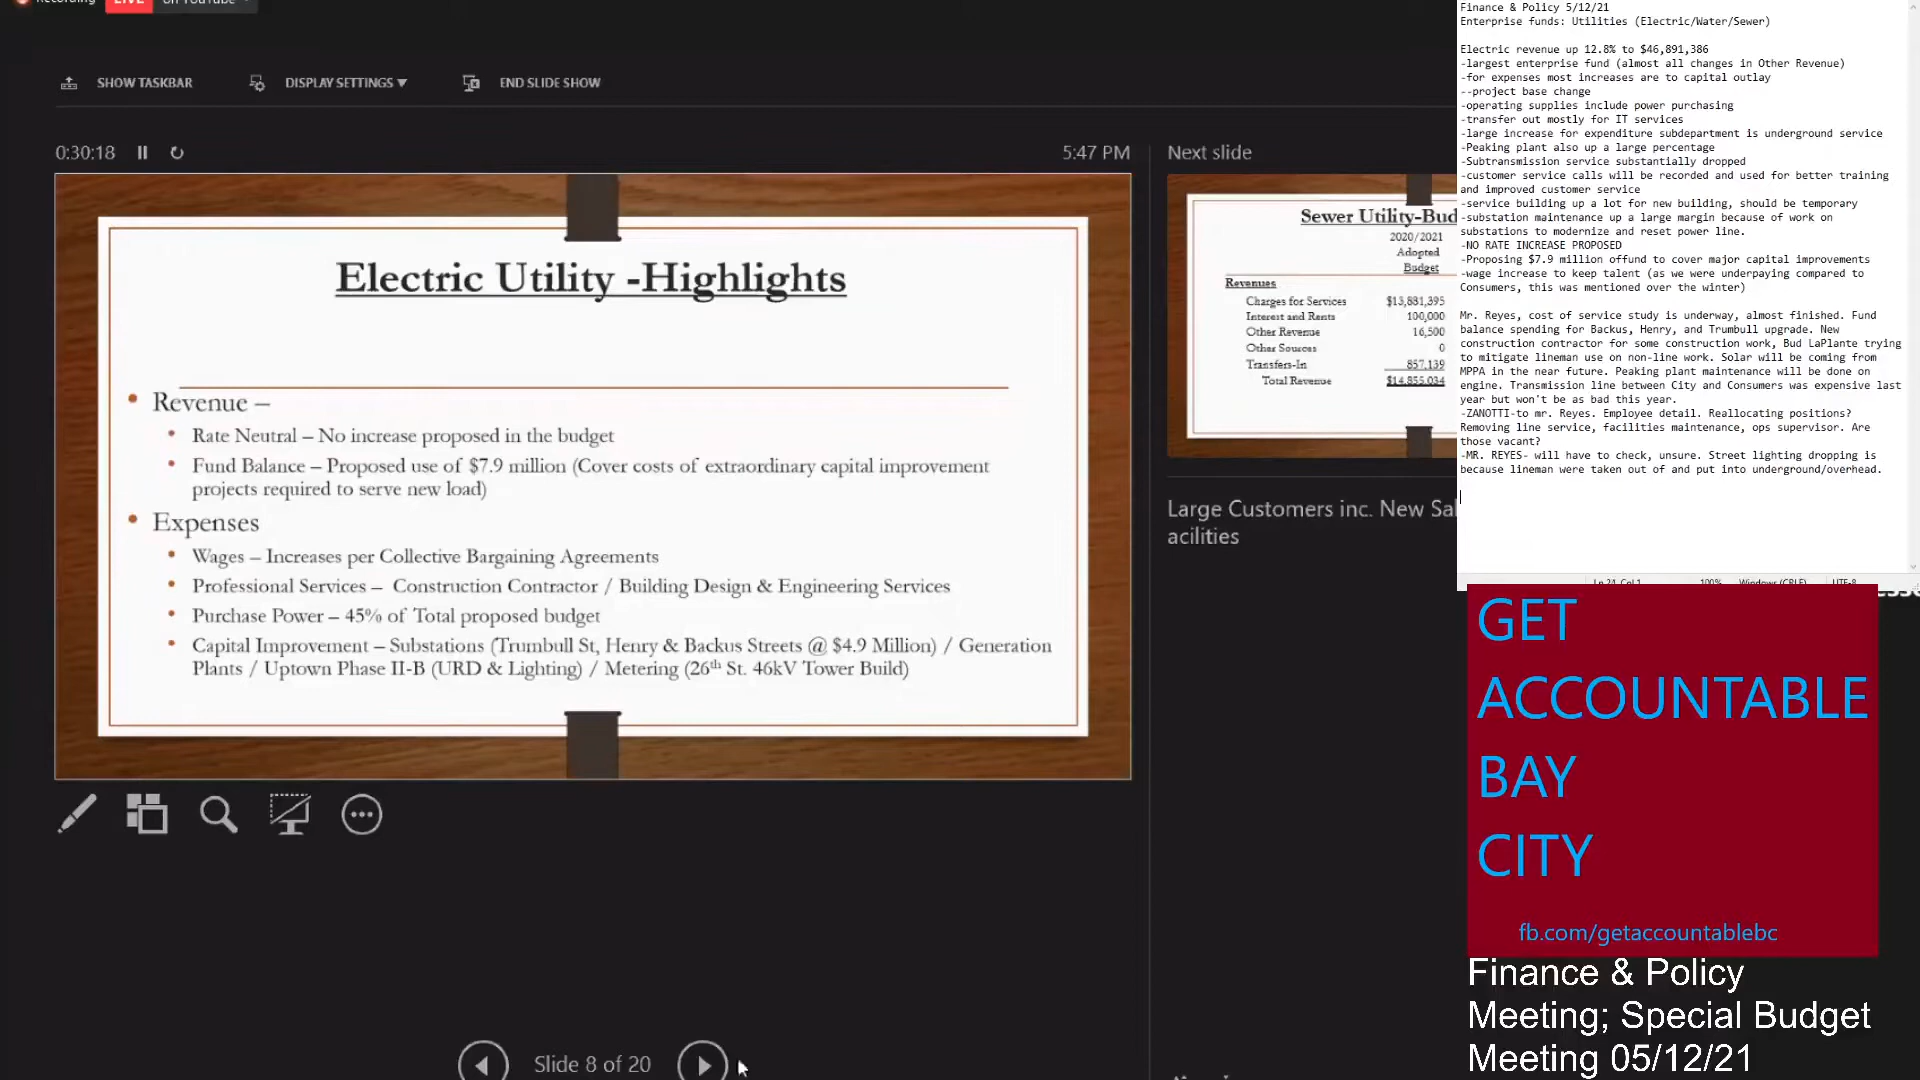 LIVE
SHOW TASKBAR
DISPLAY SETTINGS ▼
END SLIDE SHOW
0:30:18
5:47 PM
Next slide
Electric Utility -Highlights
• Revenue –
• Rate Neutral – No increase proposed in the budget
• Fund Balance – Proposed use of $7.9 million (Cover costs of extraordinary capital improvement
projects required to serve new load)
• Expenses
• Wages – Increases per Collective Bargaining Agreements
• Professional Services – Construction Contractor / Building Design & Engineering Services
• Purchase Power – 45% of Total proposed budget
• Capital Improvement – Substations (Trumbull St, Henry & Backus Streets @ $4.9 Million) / Generation
Plants / Uptown Phase II-B (URD & Lighting) / Metering (26th St. 46kV Tower Build)
Slide 8 of 20
Sewer Utility-Bud
2020/2021
Adopted
Budget
Revenues
Charges for Services $13,881,395
Interest and Rents 100,000
Other Revenue 16,500
Other Sources 0
Transfers-In 857,139
Total Revenue $14,855,034
Large Customers inc. New Sa
acilities
Finance & Policy 5/12/21
Enterprise funds: Utilities (Electric/Water/Sewer)
Electric revenue up 12.8% to $46,891,386
-largest enterprise fund (almost all changes in Other Revenue)
-for expenses most increases are to capital outlay
--project base change
-operating supplies include power purchasing
-transfer out mostly for IT services
-large increase for expenditure subdepartment is underground service
-Peaking plant also up a large percentage
-Subtransmission service substantially dropped
-customer service calls will be recorded and used for better training
and improved customer service
-service building up a lot for new building, should be temporary
-substation maintenance up a large margin because of work on
substations to modernize and reset power line.
-NO RATE INCREASE PROPOSED
-Proposing $7.9 million offund to cover major capital improvements
-wage increase to keep talent (as we were underpaying compared to
Consumers, this was mentioned over the winter)
Mr. Reyes, cost of service study is underway, almost finished. Fund
balance spending for Backus, Henry, and Trumbull upgrade. New
construction contractor for some construction work, Bud LaPlante trying
to mitigate lineman use on non-line work. Solar will be coming from
MPPA in the near future. Peaking plant maintenance will be done on
engine. Transmission line between City and Consumers was expensive last
year but won't be as bad this year.
-ZANOTTI-to mr. Reyes. Employee detail. Reallocating positions?
Removing line service, facilities maintenance, ops supervisor. Are
those vacant?
-MR. REYES- will have to check, unsure. Street lighting dropping is
because lineman were taken out of and put into underground/overhead.
GET
ACCOUNTABLE
BAY
CITY
fb.com/getaccountablebc
Finance & Policy
Meeting; Special Budget
Meeting 05/12/21